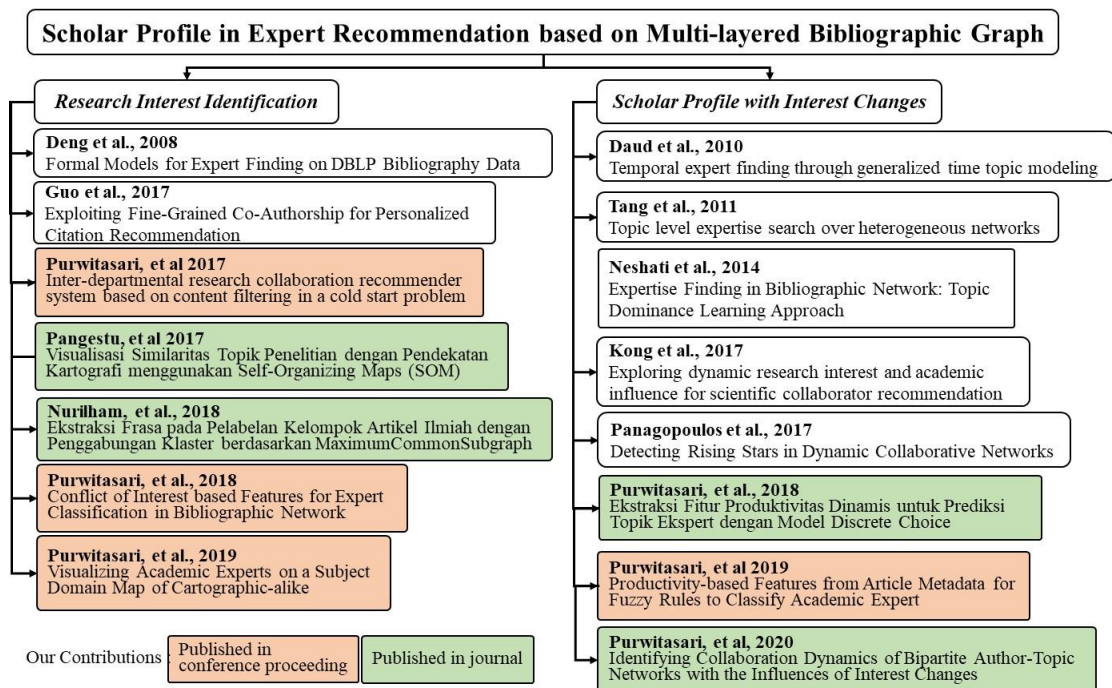 Scholar Profile in Expert Recommendation based on Multi-layered Bibliographic Graph
Research Interest Identification
Deng et al., 2008
Formal Models for Expert Finding on DBLP Bibliography Data
Guo et al., 2017
Exploiting Fine-Grained Co-Authorship for Personalized
Citation Recommendation
Purwitasari, et al 2017
Inter-departmental research collaboration recommender
system based on content filtering in a cold start problem
Pangestu, et al 2017
Visualisasi Similaritas Topik Penelitian dengan Pendekatan
Kartografi menggunakan Self-Organizing Maps (SOM)
Nurilham, et al., 2018
Ekstraksi Frasa pada Pelabelan Kelompok Artikel Ilmiah dengan
Penggabungan Klaster berdasarkan MaximumCommonSubgraph
Purwitasari, et al., 2018
Conflict of Interest based Features for Expert
Classification in Bibliographic Network
Purwitasari, et al., 2019
Visualizing Academic Experts on a Subject
Domain Map of Cartographic-alike
Scholar Profile with Interest Changes
Daud et al., 2010
Temporal expert finding through generalized time topic modeling
Tang et al., 2011
Topic level expertise search over heterogeneous networks
Neshati et al., 2014
Expertise Finding in Bibliographic Network: Topic
Dominance Learning Approach
Kong et al., 2017
Exploring dynamic research interest and academic
influence for scientific collaborator recommendation
Panagopoulos et al., 2017
Detecting Rising Stars in Dynamic Collaborative Networks
Purwitasari, et al., 2018
Ekstraksi Fitur Produktivitas Dinamis untuk Prediksi
Topik Ekspert dengan Model Discrete Choice
Purwitasari, et al 2019
Productivity-based Features from Article Metadata for
Fuzzy Rules to Classify Academic Expert
Purwitasari, et al, 2020
Identifying Collaboration Dynamics of Bipartite Author-Topic
Networks with the Influences of Interest Changes
Our Contributions
Published in
conference proceeding
Published in journal